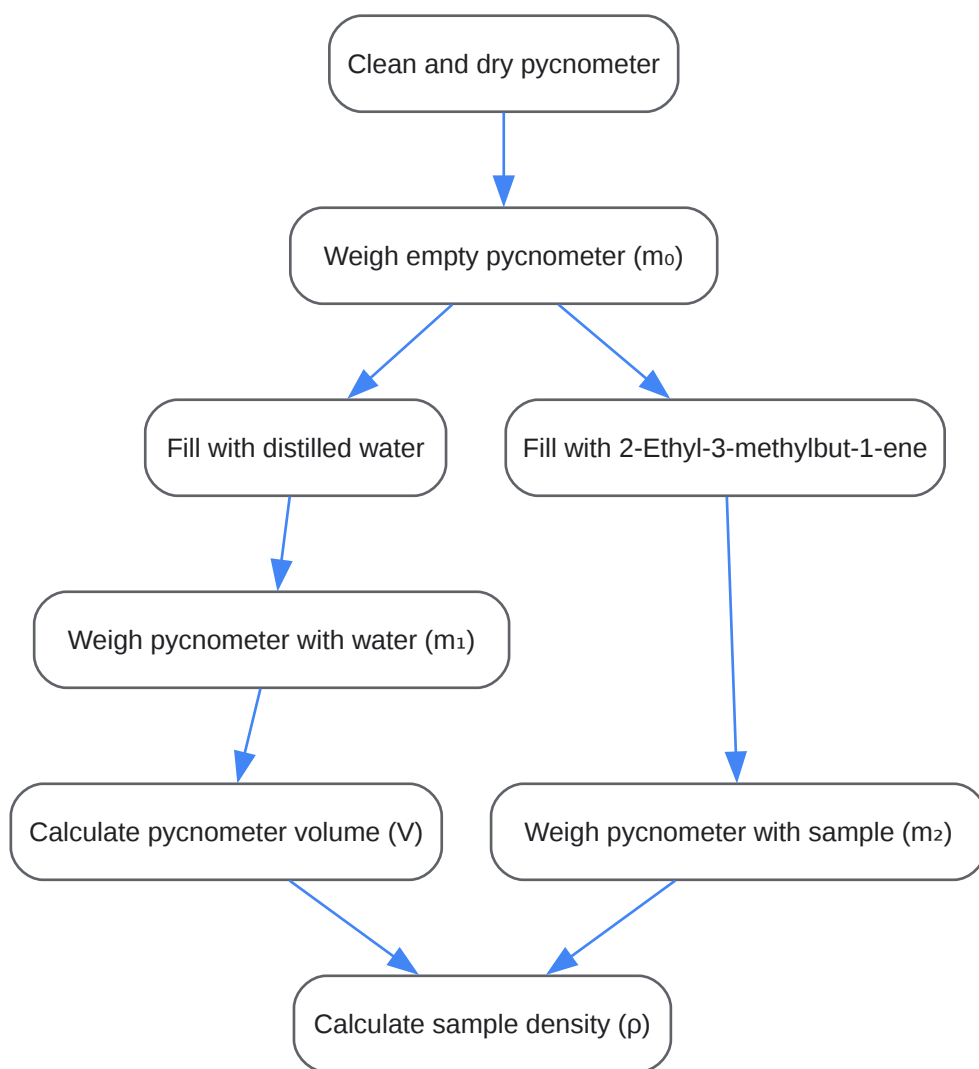 Clean and dry pycnometer
Weigh empty pycnometer (m₀)
Fill with distilled water
Fill with 2-Ethyl-3-methylbut-1-ene
Weigh pycnometer with water (m₁)
Calculate pycnometer volume (V)
Weigh pycnometer with sample (m₂)
Calculate sample density (ρ)